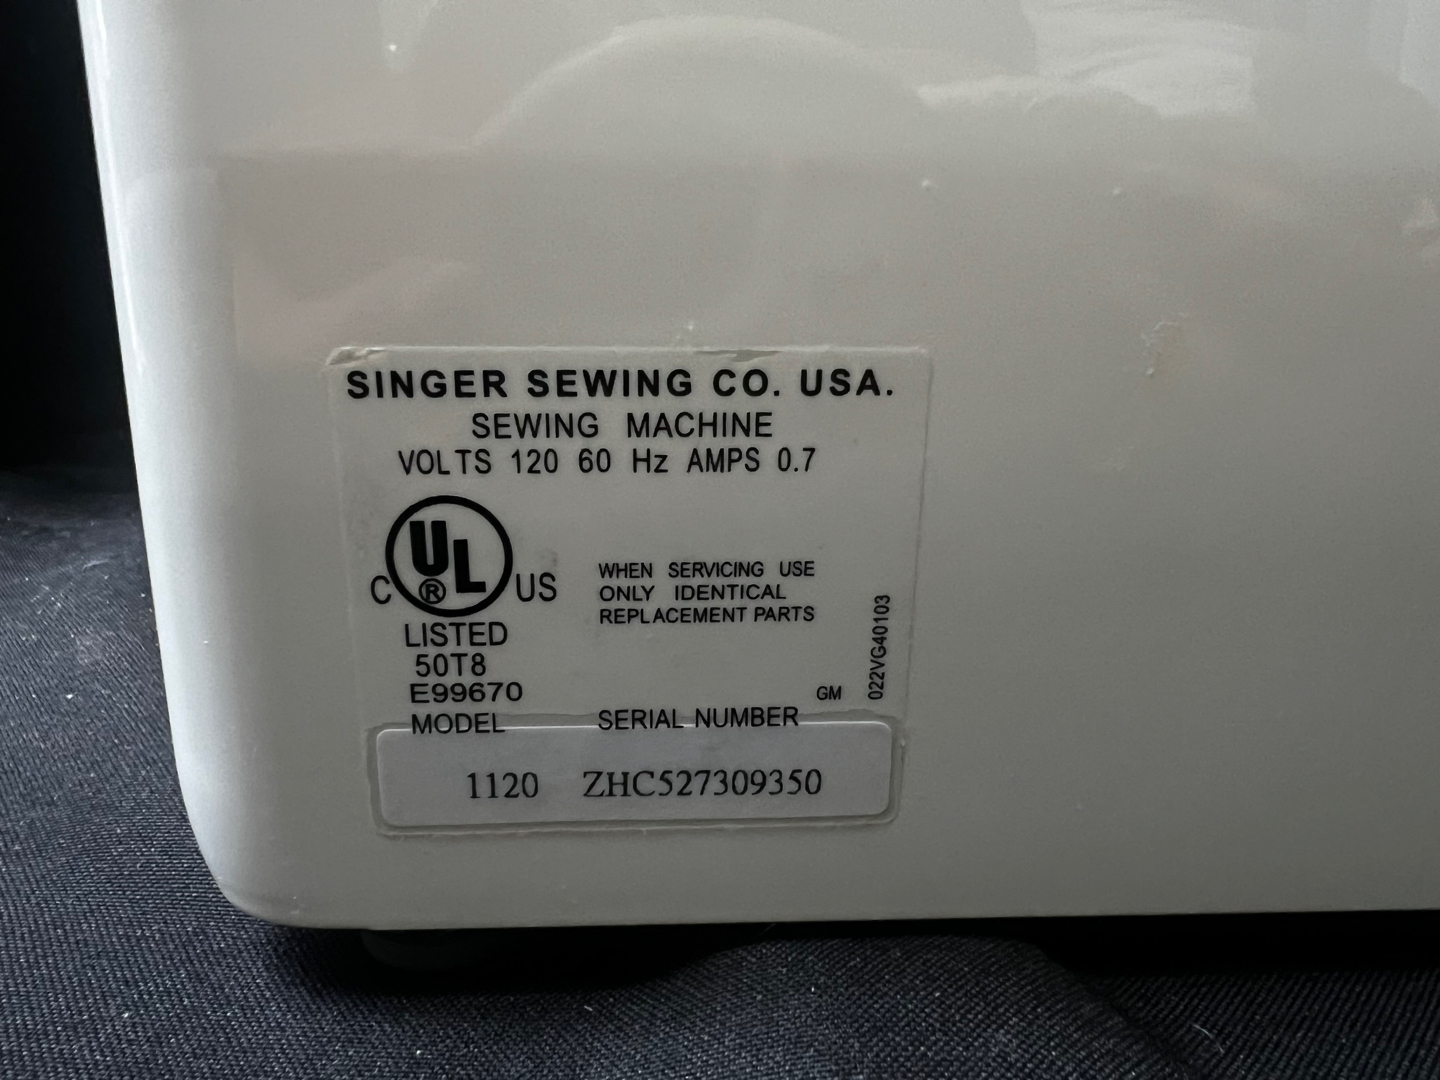 SINGER SEWING CO. USA.
SEWING MACHINE
VOLTS 120 60 Hz AMPS 0.7
UL
®
C US
LISTED
50T8
E99670
WHEN SERVICING USE
ONLY IDENTICAL
REPLACEMENT PARTS
022VG40103
GM
MODEL SERIAL NUMBER
1120 ZHC527309350